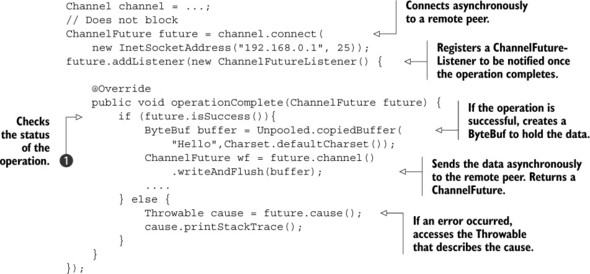 Channel channel = ...;
// Does not block
ChannelFuture future = channel.connect(
new InetSocketAddress("192.168.0.1", 25));
future.addListener(new ChannelFutureListener() {
@Override
public void operationComplete(ChannelFuture future) {
if (future.isSuccess()){
ByteBuf buffer = Unpooled.copiedBuffer(
"Hello",Charset.defaultCharset());
ChannelFuture wf = future.channel()
.writeAndFlush(buffer);
....
} else {
Throwable cause = future.cause();
cause.printStackTrace();
}
}
});
Connects asynchronously
to a remote peer.
Registers a ChannelFuture-
Listener to be notified once
the operation completes.
Checks
the status
of the
operation.
1
If the operation is
successful, creates a
ByteBuf to hold the data.
Sends the data asynchronously
to the remote peer. Returns a
ChannelFuture.
If an error occurred,
accesses the Throwable
that describes the cause.